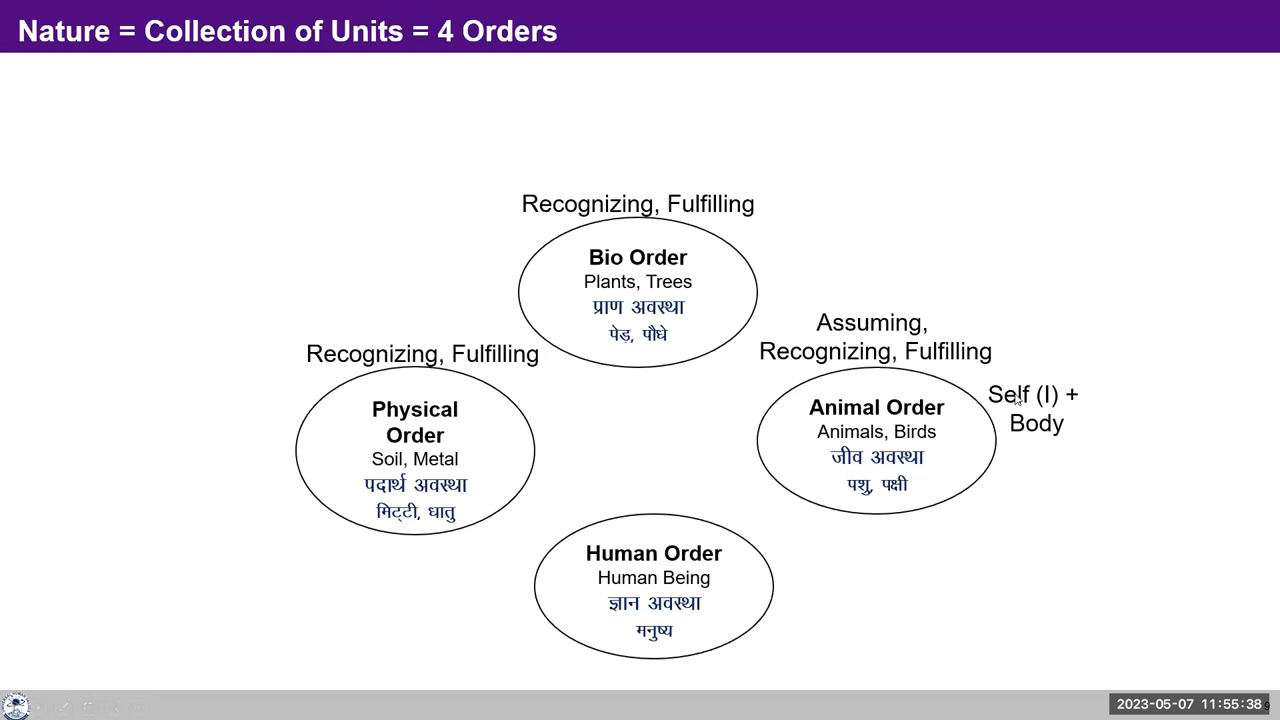 Nature = Collection of Units = 4 Orders
Recognizing, Fulfilling
Bio Order
Plants, Trees
प्राण अवस्था
पेड़, पौधे
Assuming,
Recognizing, Fulfilling
Recognizing, Fulfilling
Self (I) +
Body
Physical
Order
Soil, Metal
पदार्थ अवस्था
मिट्टी, धातु
Animal Order
Animals, Birds
जीव अवस्था
पशु, पक्षी
Human Order
Human Being
ज्ञान अवस्था
मनुष्य
2023-05-07 11:55:38
9